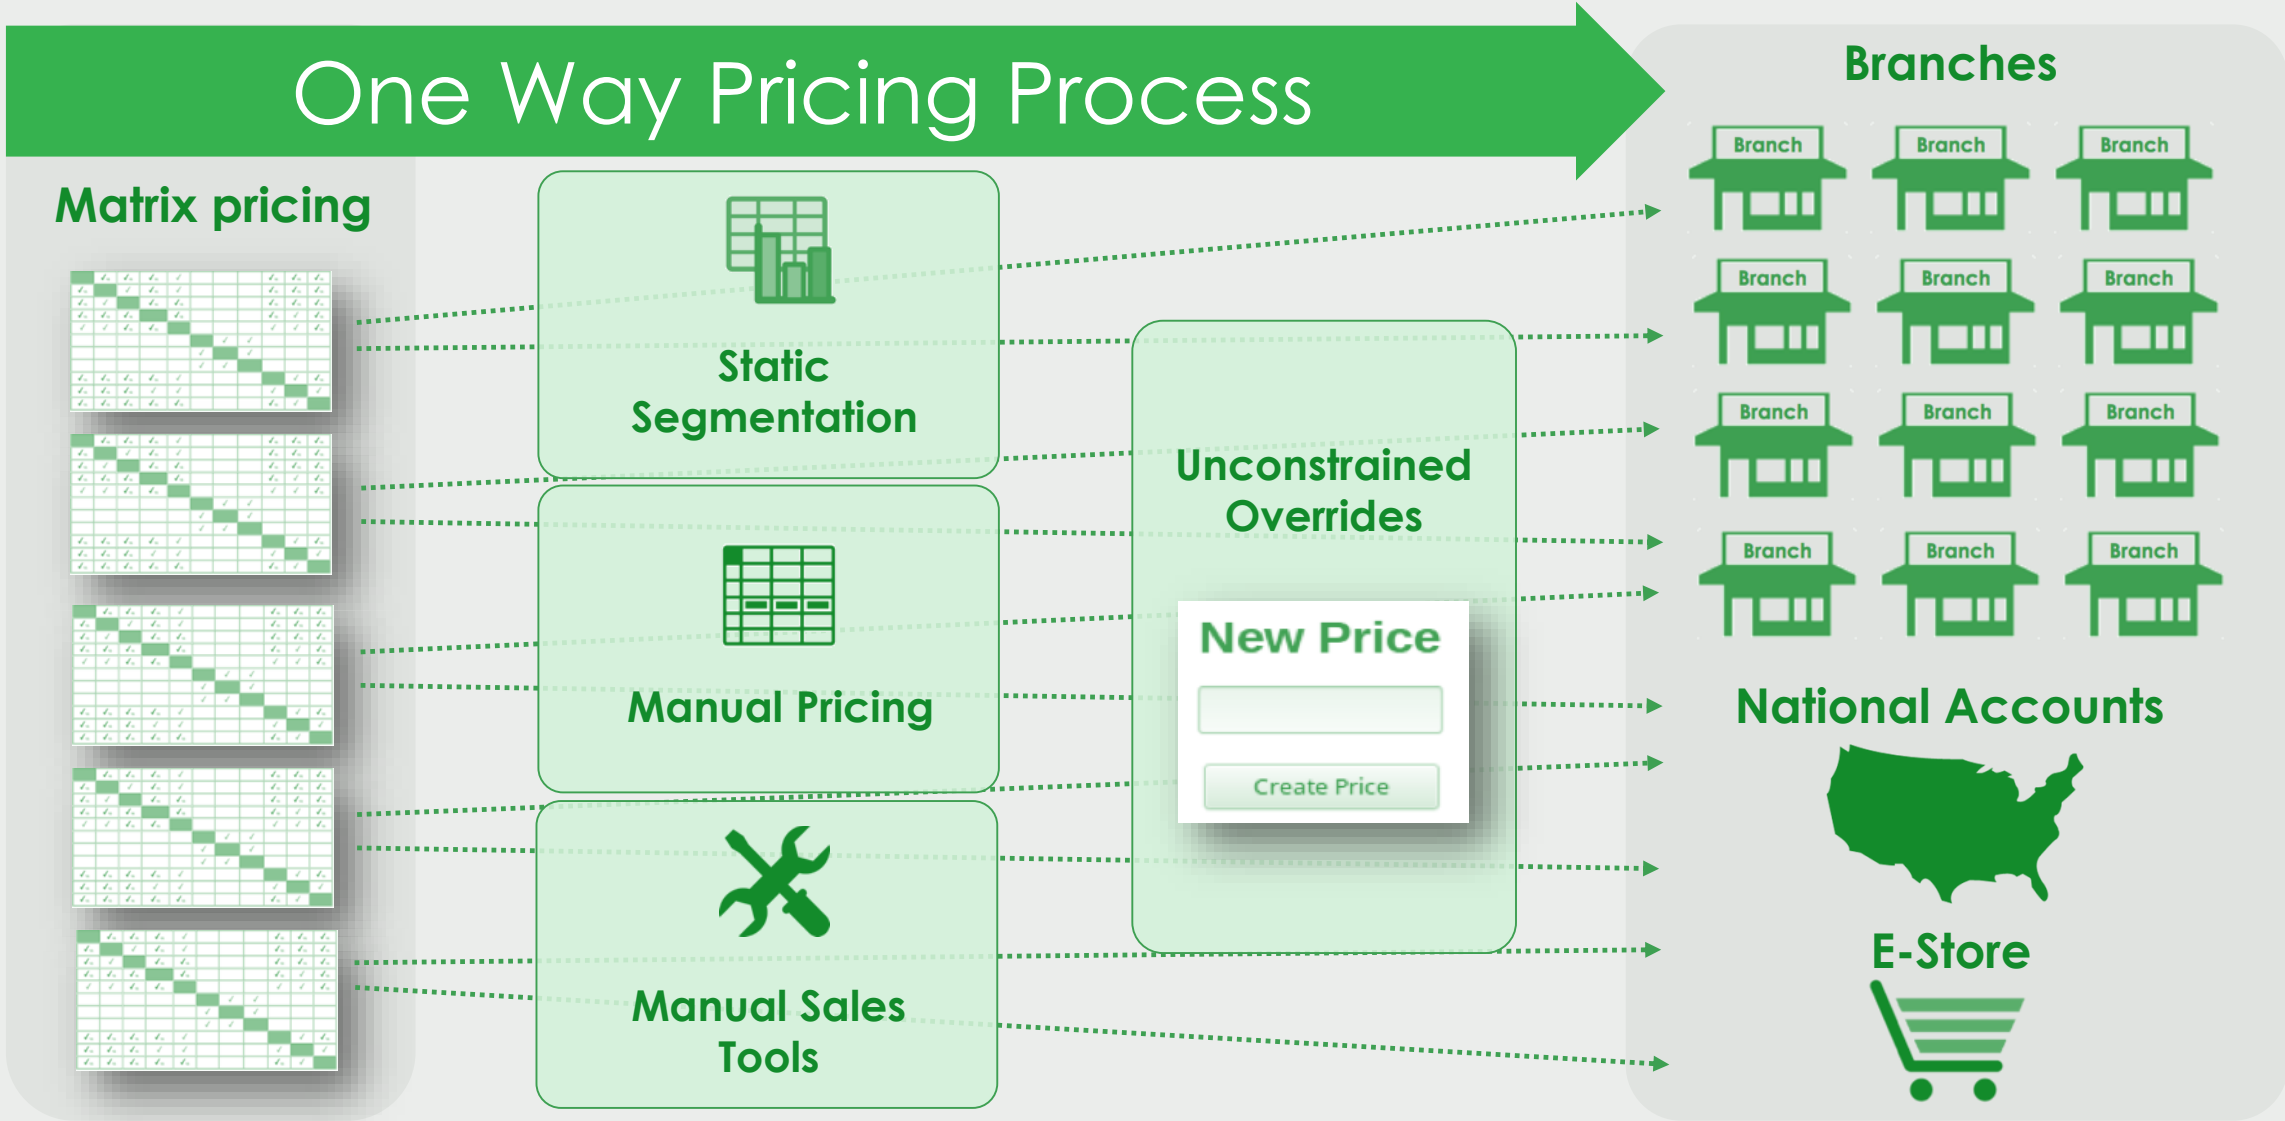 One Way Pricing Process
Matrix pricing
Static
Segmentation
Manual Pricing
Manual Sales
Tools
Unconstrained
Overrides
New Price
Create Price
Branches
Branch Branch Branch
Branch Branch Branch
Branch Branch Branch
Branch Branch Branch
National Accounts
E-Store